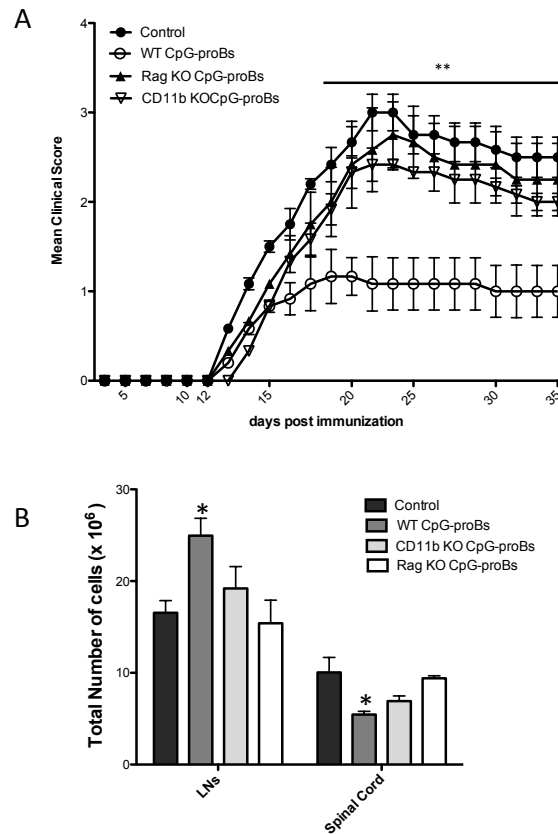 A
Control
WT CpG-proBs
Rag KO CpG-proBs
CD11b KOCpG-proBs
**
Mean Clinical Score
4
3
2
1
0
5
10
12
15
20
25
30
35
days post immunization
B
Control
WT CpG-proBs
CD11b KO CpG-proBs
Rag KO CpG-proBs
Total Number of cells (x 10⁶)
30
20
10
0
*
*
LNs
Spinal Cord